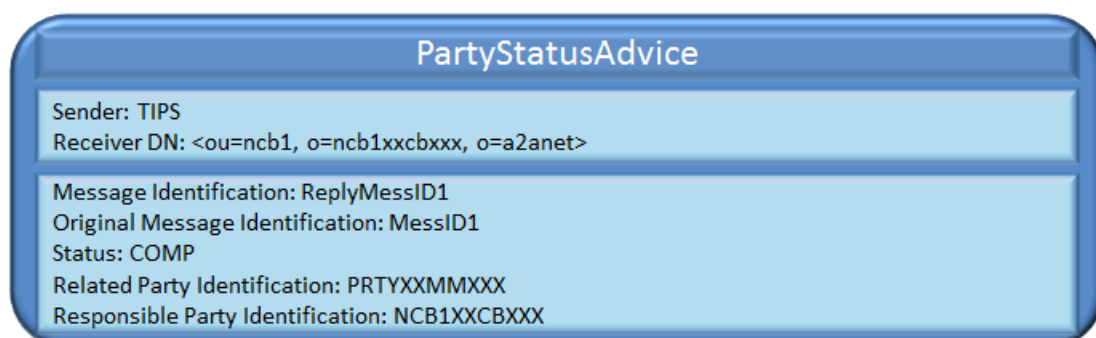 PartyStatusAdvice
Sender: TIPS
Receiver DN: <ou=ncb1, o=ncb1xxcbxxx, o=a2anet>
Message Identification: ReplyMessID1
Original Message Identification: MessID1
Status: COMP
Related Party Identification: PRTYXXMMXXX
Responsible Party Identification: NCB1XXCBXXX